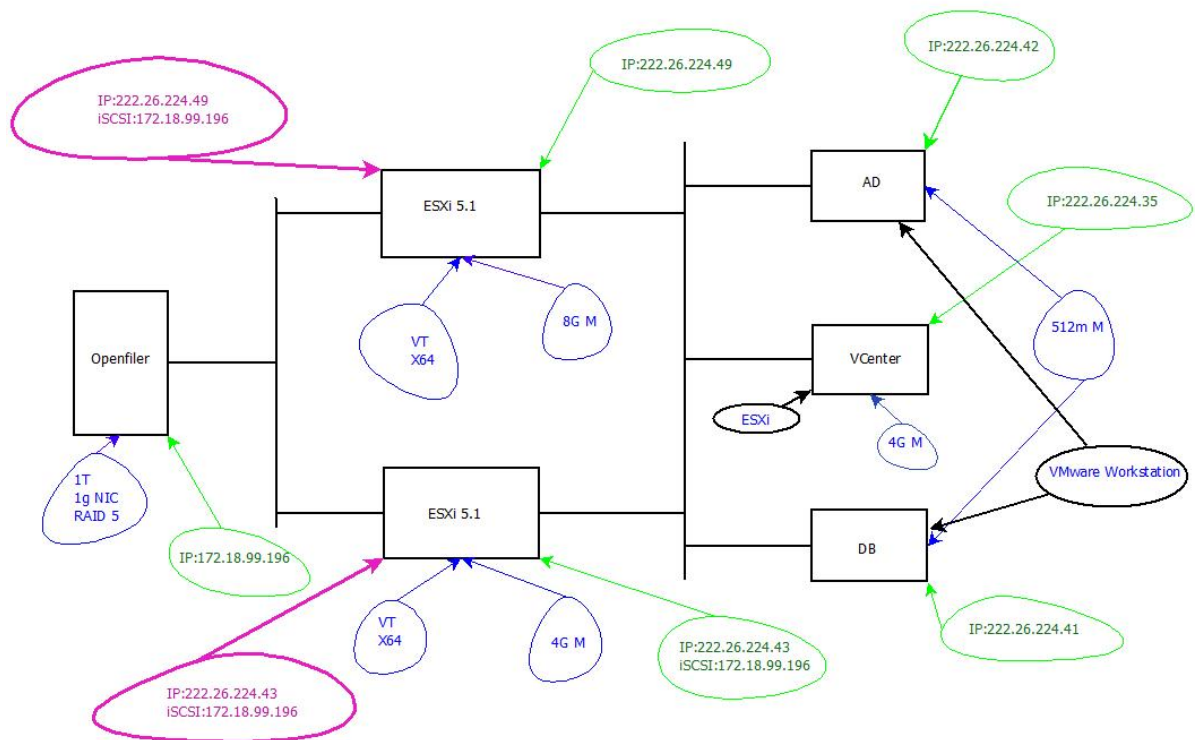 IP:222.26.224.42
IP:222.26.224.49
IP:222.26.224.49
iSCSI:172.18.99.196
AD
ESXi 5.1
IP:222.26.224.35
8G M
512m M
VT
X64
Openfiler
VCenter
ESXi
4G M
1T
1g NIC
RAID 5
VMware Workstation
ESXi 5.1
DB
IP:172.18.99.196
VT
X64
4G M
IP:222.26.224.43
iSCSI:172.18.99.196
IP:222.26.224.41
IP:222.26.224.43
iSCSI:172.18.99.196